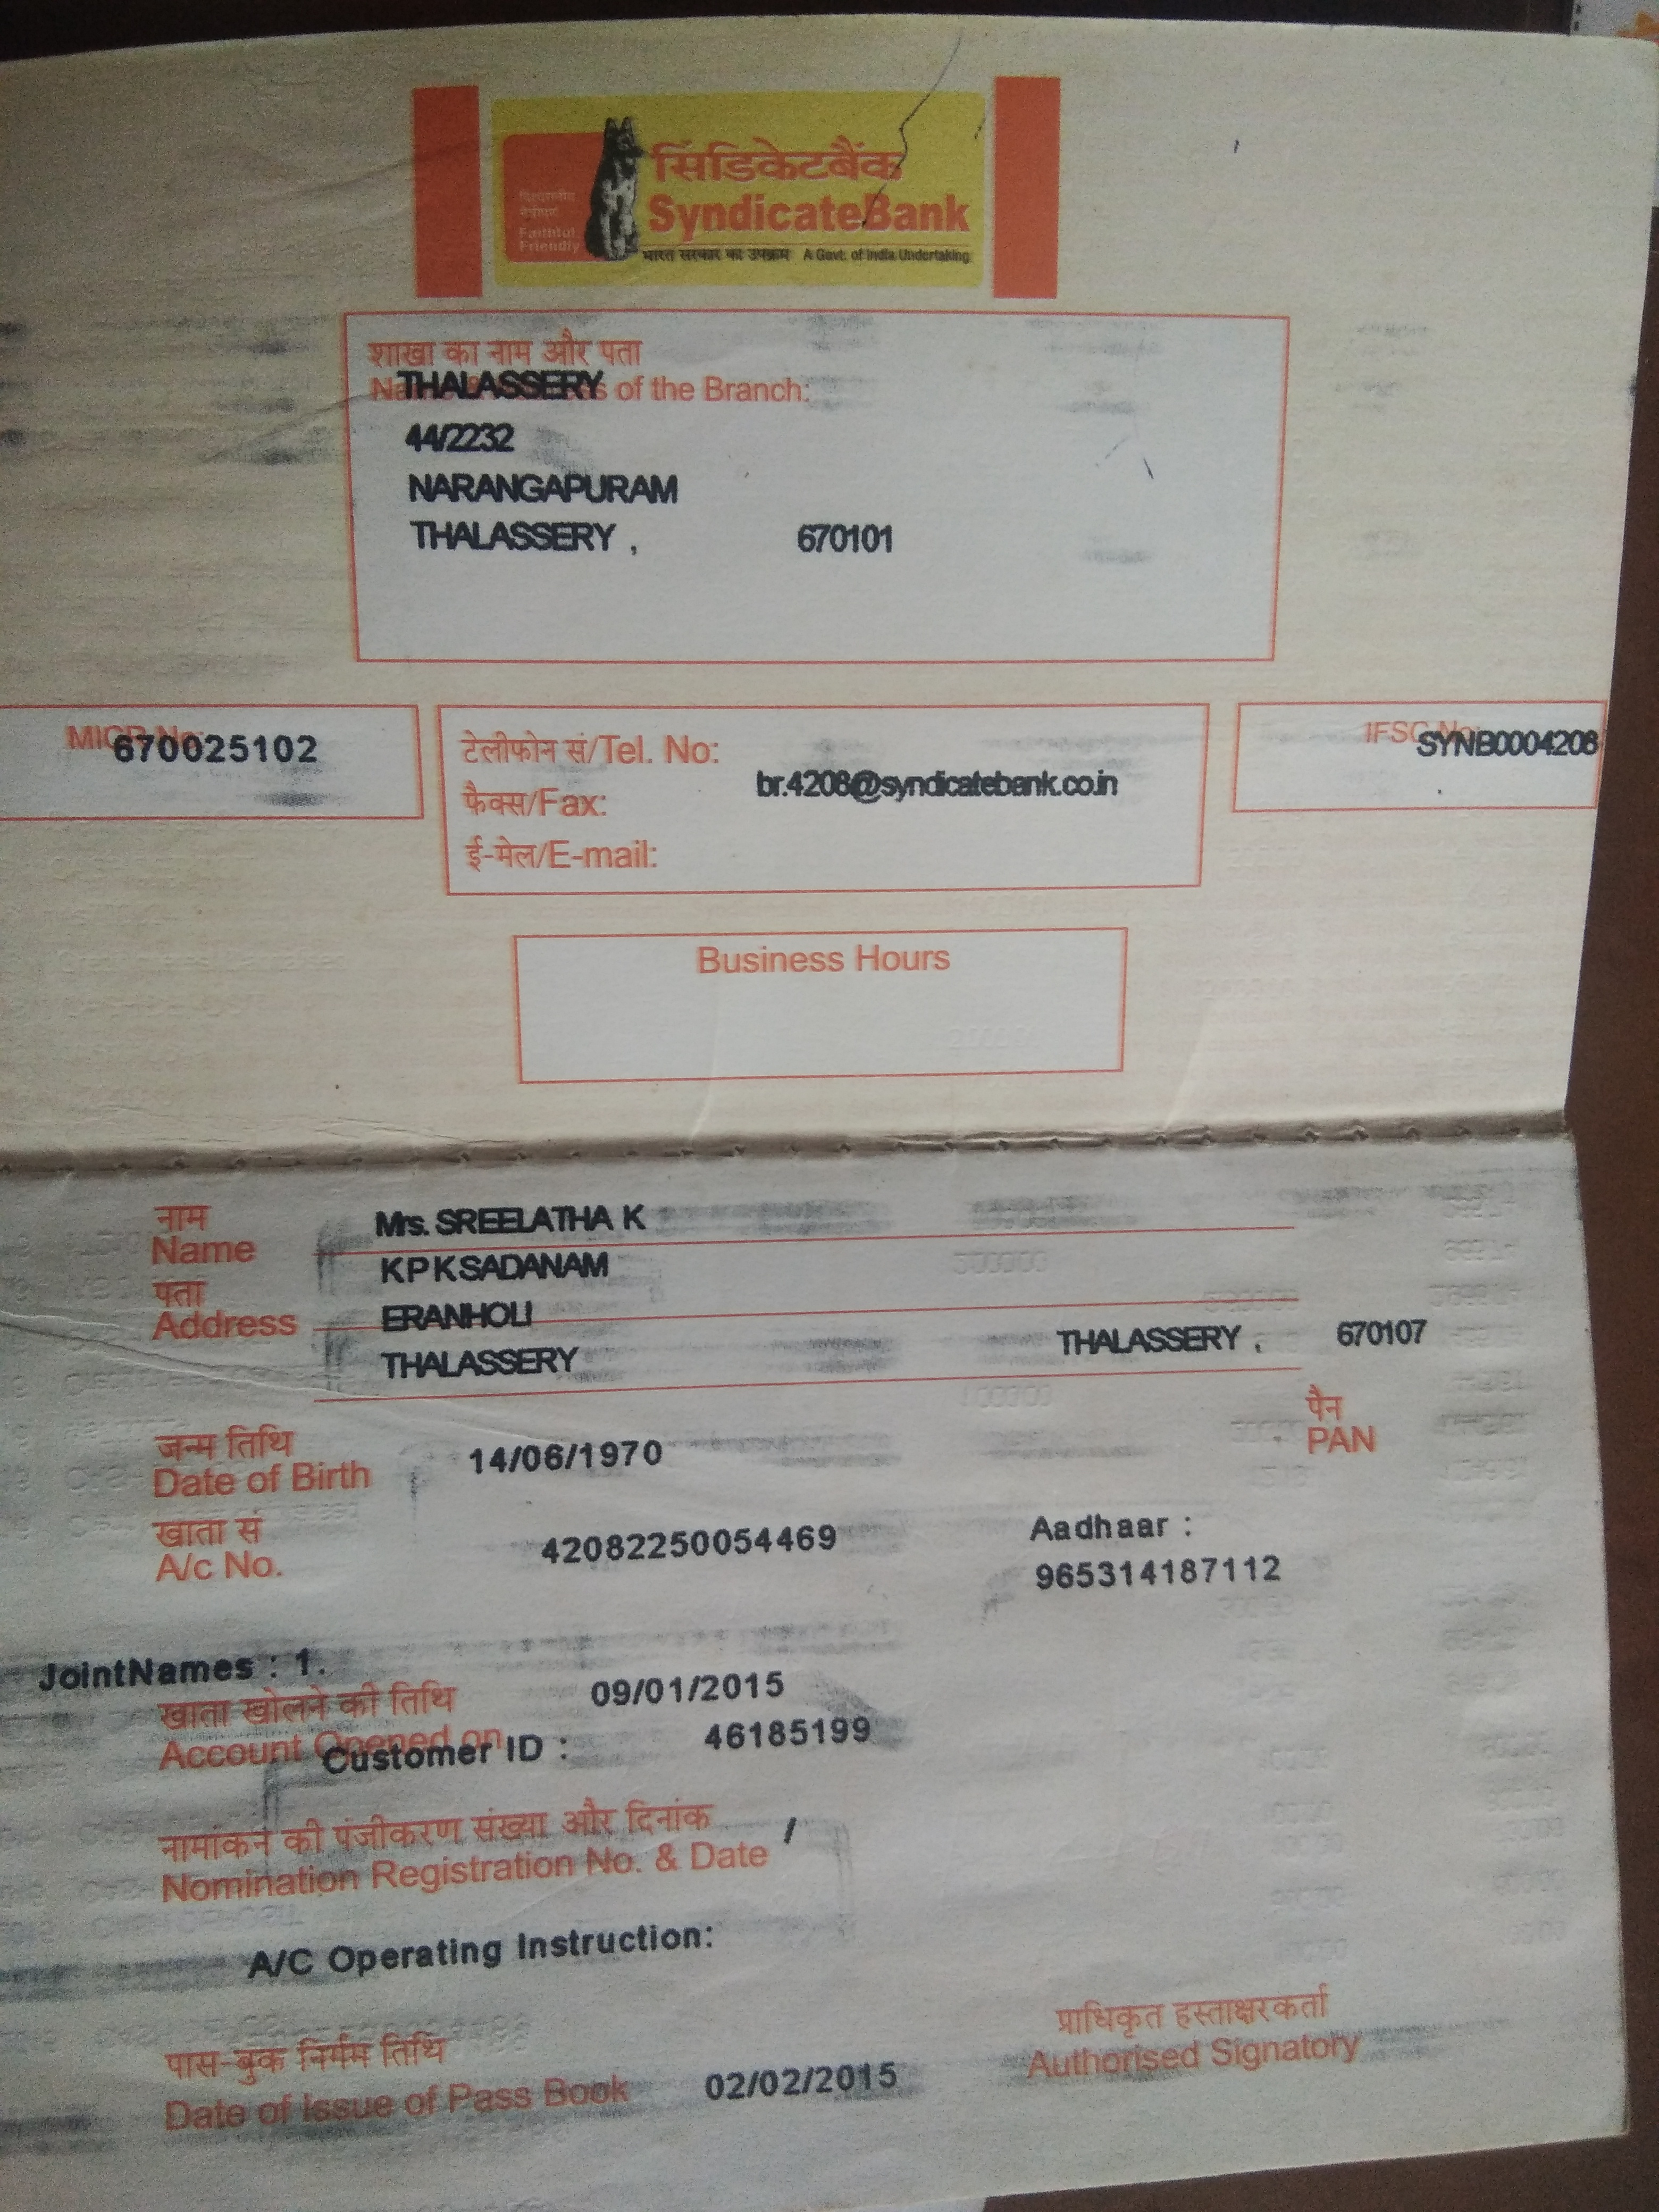 सिंडिकेटबैंक
SyndicateBank
Faithful
Friendly
भारत सरकार का उपक्रम A Govt. of India Undertaking
शाखा का नाम और पता
THALASSERY of the Branch:
44/2232
NARANGAPURAM
THALASSERY , 670101
MICR No:
670025102
टेलीफोन सं/Tel. No:
br.4208@syndicatebank.co.in
फैक्स/Fax:
ई-मेल/E-mail:
IFSC No:
SYNB0004208
Business Hours
नाम
Name
Mrs. SREELATHA K
K P K SADANAM
पता
Address
ERANHOLI
THALASSERY THALASSERY , 670107
पैन
PAN
जन्म तिथि
Date of Birth 14/06/1970
खाता सं
A/c No. 42082250054469
Aadhaar :
965314187112
JointNames : 1.
खाता खोलने की तिथि 09/01/2015
Account Opened on
Customer ID : 46185199
नामांकन की पंजीकरण संख्या और दिनांक /
Nomination Registration No. & Date
A/C Operating Instruction:
पास-बुक निर्गम तिथि
Date of Issue of Pass Book 02/02/2015
प्राधिकृत हस्ताक्षरकर्ता
Authorised Signatory